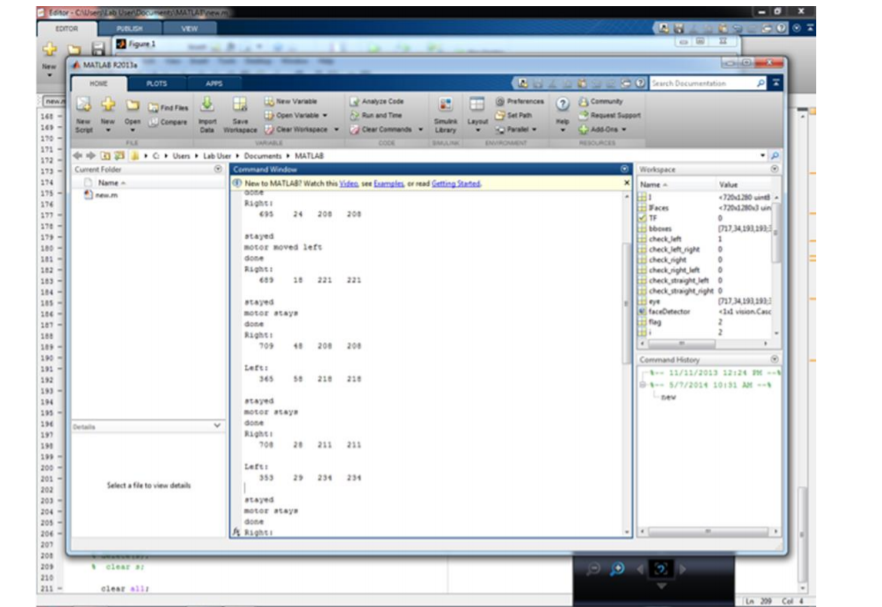 Editor - C:\Users\Lab User\Documents\MATLAB\new.m
EDITOR PUBLISH VIEW
Figure 1
New
MATLAB R2013a
HOME PLOTS APPS
Search Documentation
New Script
New
Open
Find Files
Compare
Import Data
Save Workspace
New Variable
Open Variable
Clear Workspace
Analyze Code
Run and Time
Clear Commands
Simulink Library
Layout
Preferences
Set Path
Parallel
Help
Community
Request Support
Add-Ons
FILE VARIABLE CODE SIMULINK ENVIRONMENT RESOURCES
C: Users Lab User Documents MATLAB
Current Folder
Name
new.m
Details
Select a file to view details
Command Window
New to MATLAB? Watch this Video, see Examples, or read Getting Started.
done
Right:
695 24 208 208
stayed
motor moved left
done
Right:
689 18 221 221
stayed
motor stays
done
Right:
709 48 208 208
Left:
365 58 218 218
stayed
motor stays
done
Right:
708 28 211 211
Left:
353 29 234 234
stayed
motor stays
done
fx Right:
Workspace
Name Value
I <720x1280 uint8
IFaces <720x1280x3 uin
TF 0
bboxes [717,34,193,193;3
check_left 1
check_left_right 0
check_right 0
check_right_left 0
check_straight_left 0
check_straight_right 0
eye [717,34,193,193;3
faceDetector <1x1 vision.Casc
flag 2
i 2
Command History
%-- 11/11/2013 12:24 PM --%
%-- 5/7/2014 10:31 AM --%
new
168
169
170
171
172
173
174
175
176
177
178
179
180
181
182
183
184
185
186
187
188
189
190
191
192
193
194
195
196
197
198
199
200
201
202
203
204
205
206
207
208
209 % clear s;
210
211 clear all;
Ln 209 Col 4